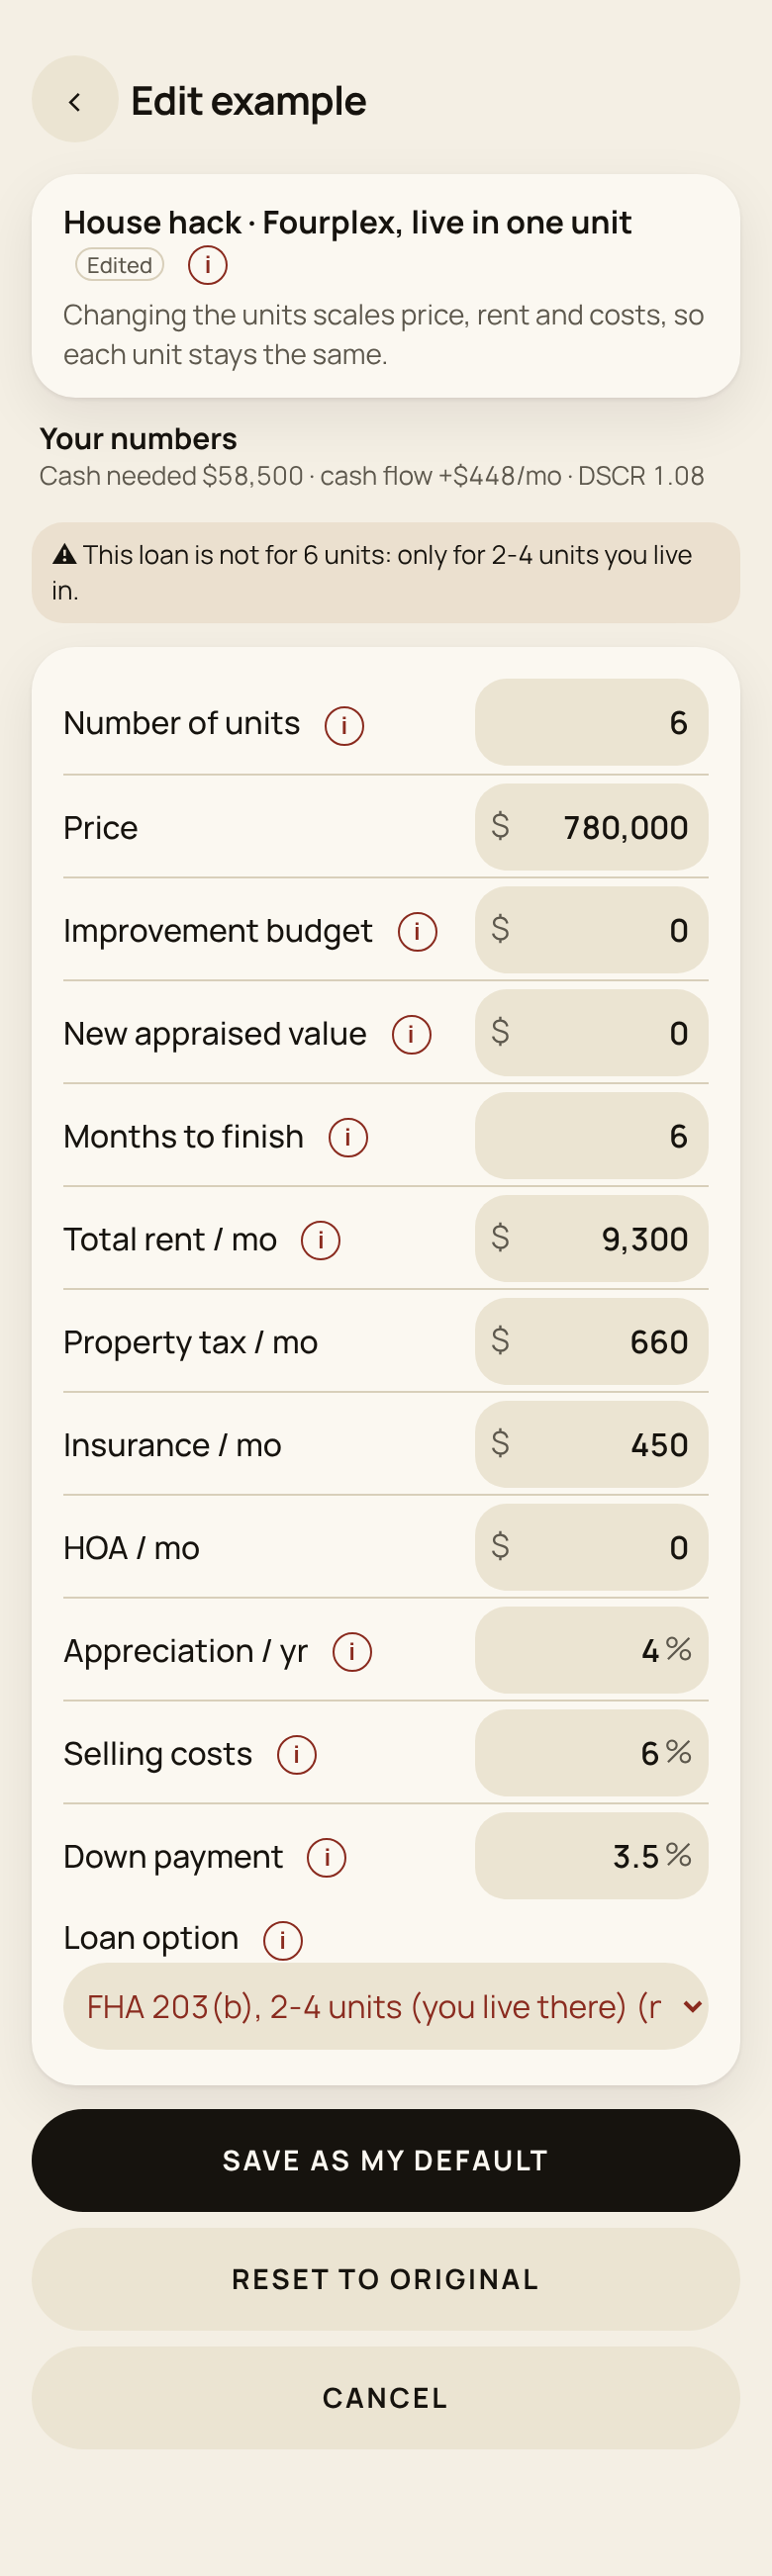 Edit example
House hack · Fourplex, live in one unit
Edited i
Changing the units scales price, rent and costs, so
each unit stays the same.
Your numbers
Cash needed $58,500 · cash flow +$448/mo · DSCR 1.08
⚠ This loan is not for 6 units: only for 2-4 units you live
in.
Number of units i 6
Price $ 780,000
Improvement budget i $ 0
New appraised value i $ 0
Months to finish i 6
Total rent / mo i $ 9,300
Property tax / mo $ 660
Insurance / mo $ 450
HOA / mo $ 0
Appreciation / yr i 4 %
Selling costs i 6 %
Down payment i 3.5 %
Loan option i
FHA 203(b), 2-4 units (you live there) (r
SAVE AS MY DEFAULT
RESET TO ORIGINAL
CANCEL